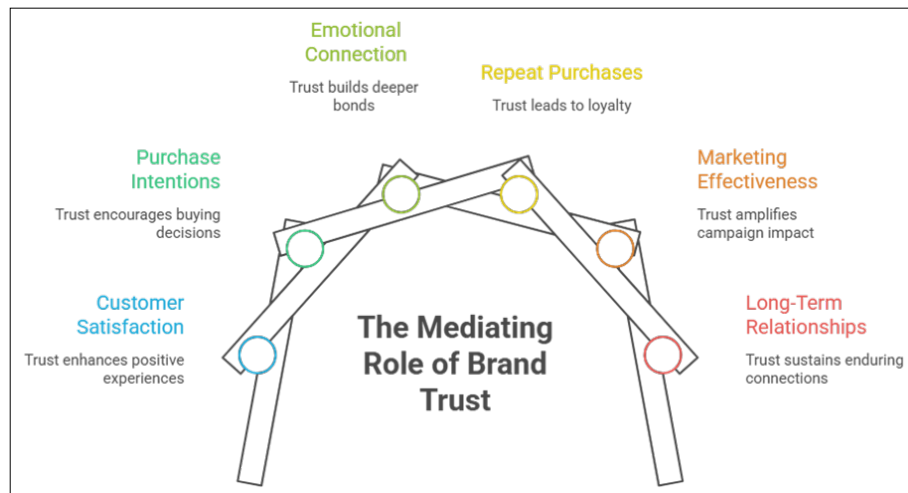 Emotional
Connection
Trust builds deeper
bonds
Repeat Purchases
Trust leads to loyalty
Purchase
Intentions
Trust encourages buying
decisions
Marketing
Effectiveness
Trust amplifies
campaign impact
Customer
Satisfaction
Trust enhances positive
experiences
The Mediating
Role of Brand
Trust
Long-Term
Relationships
Trust sustains enduring
connections